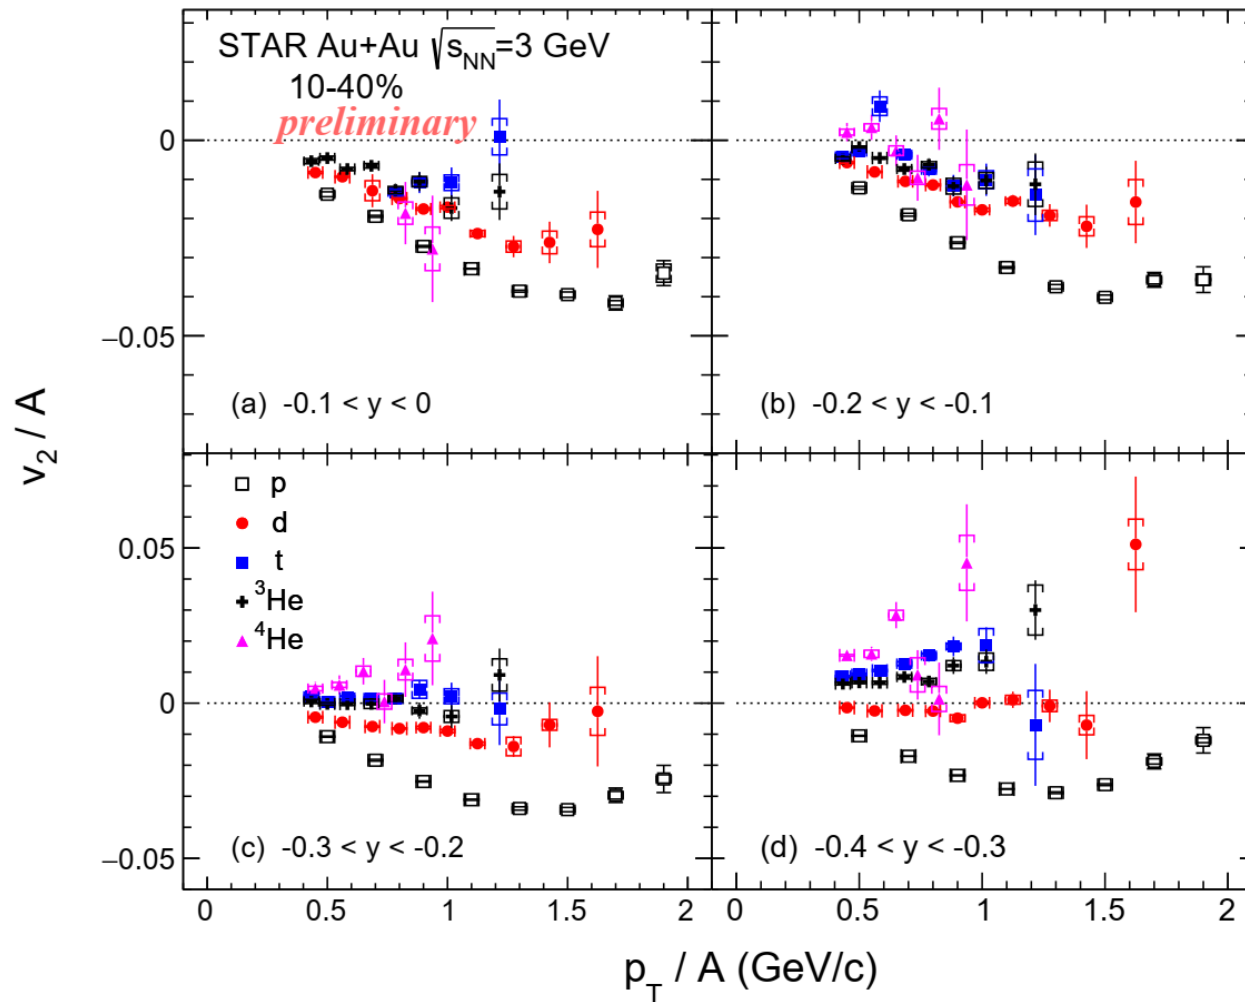 STAR Au+Au √sNN=3 GeV
10-40%
preliminary
0
−0.05
(a) -0.1 < y < 0
(b) -0.2 < y < -0.1
v2 / A
p
d
t
3He
4He
0.05
0
−0.05
(c) -0.3 < y < -0.2
(d) -0.4 < y < -0.3
0 0.5 1 1.5 2
0 0.5 1 1.5 2
pT / A (GeV/c)